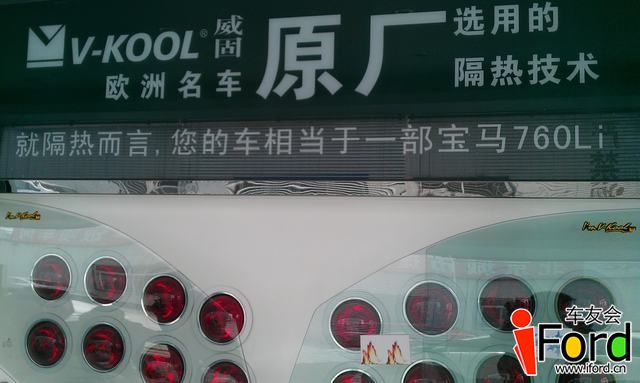 V-KOOL® 威固 原厂 选用的
欧洲名车 隔热技术
就隔热而言,您的车相当于一部宝马760Li
V-KOOL
车友会
iFord
www.iford.cn